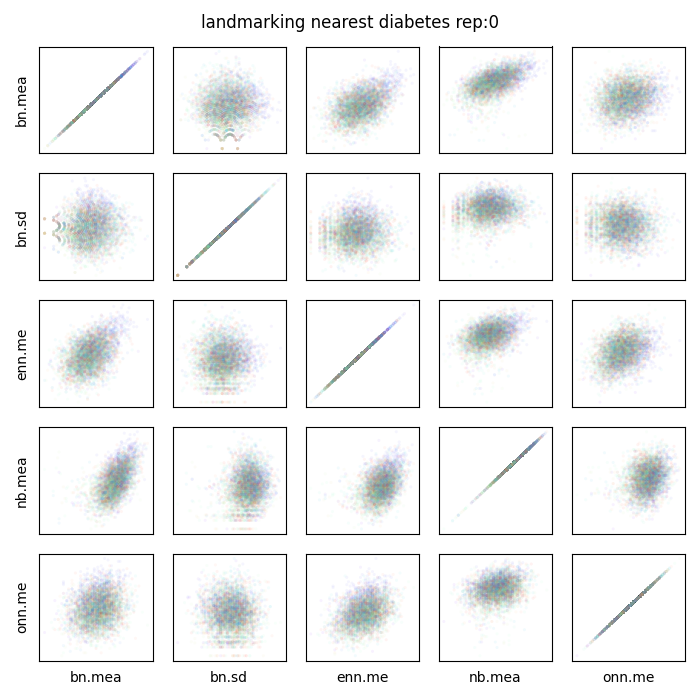 landmarking nearest diabetes rep:0
bn.mea
bn.sd
enn.me
nb.mea
onn.me
bn.mea bn.sd enn.me nb.mea onn.me